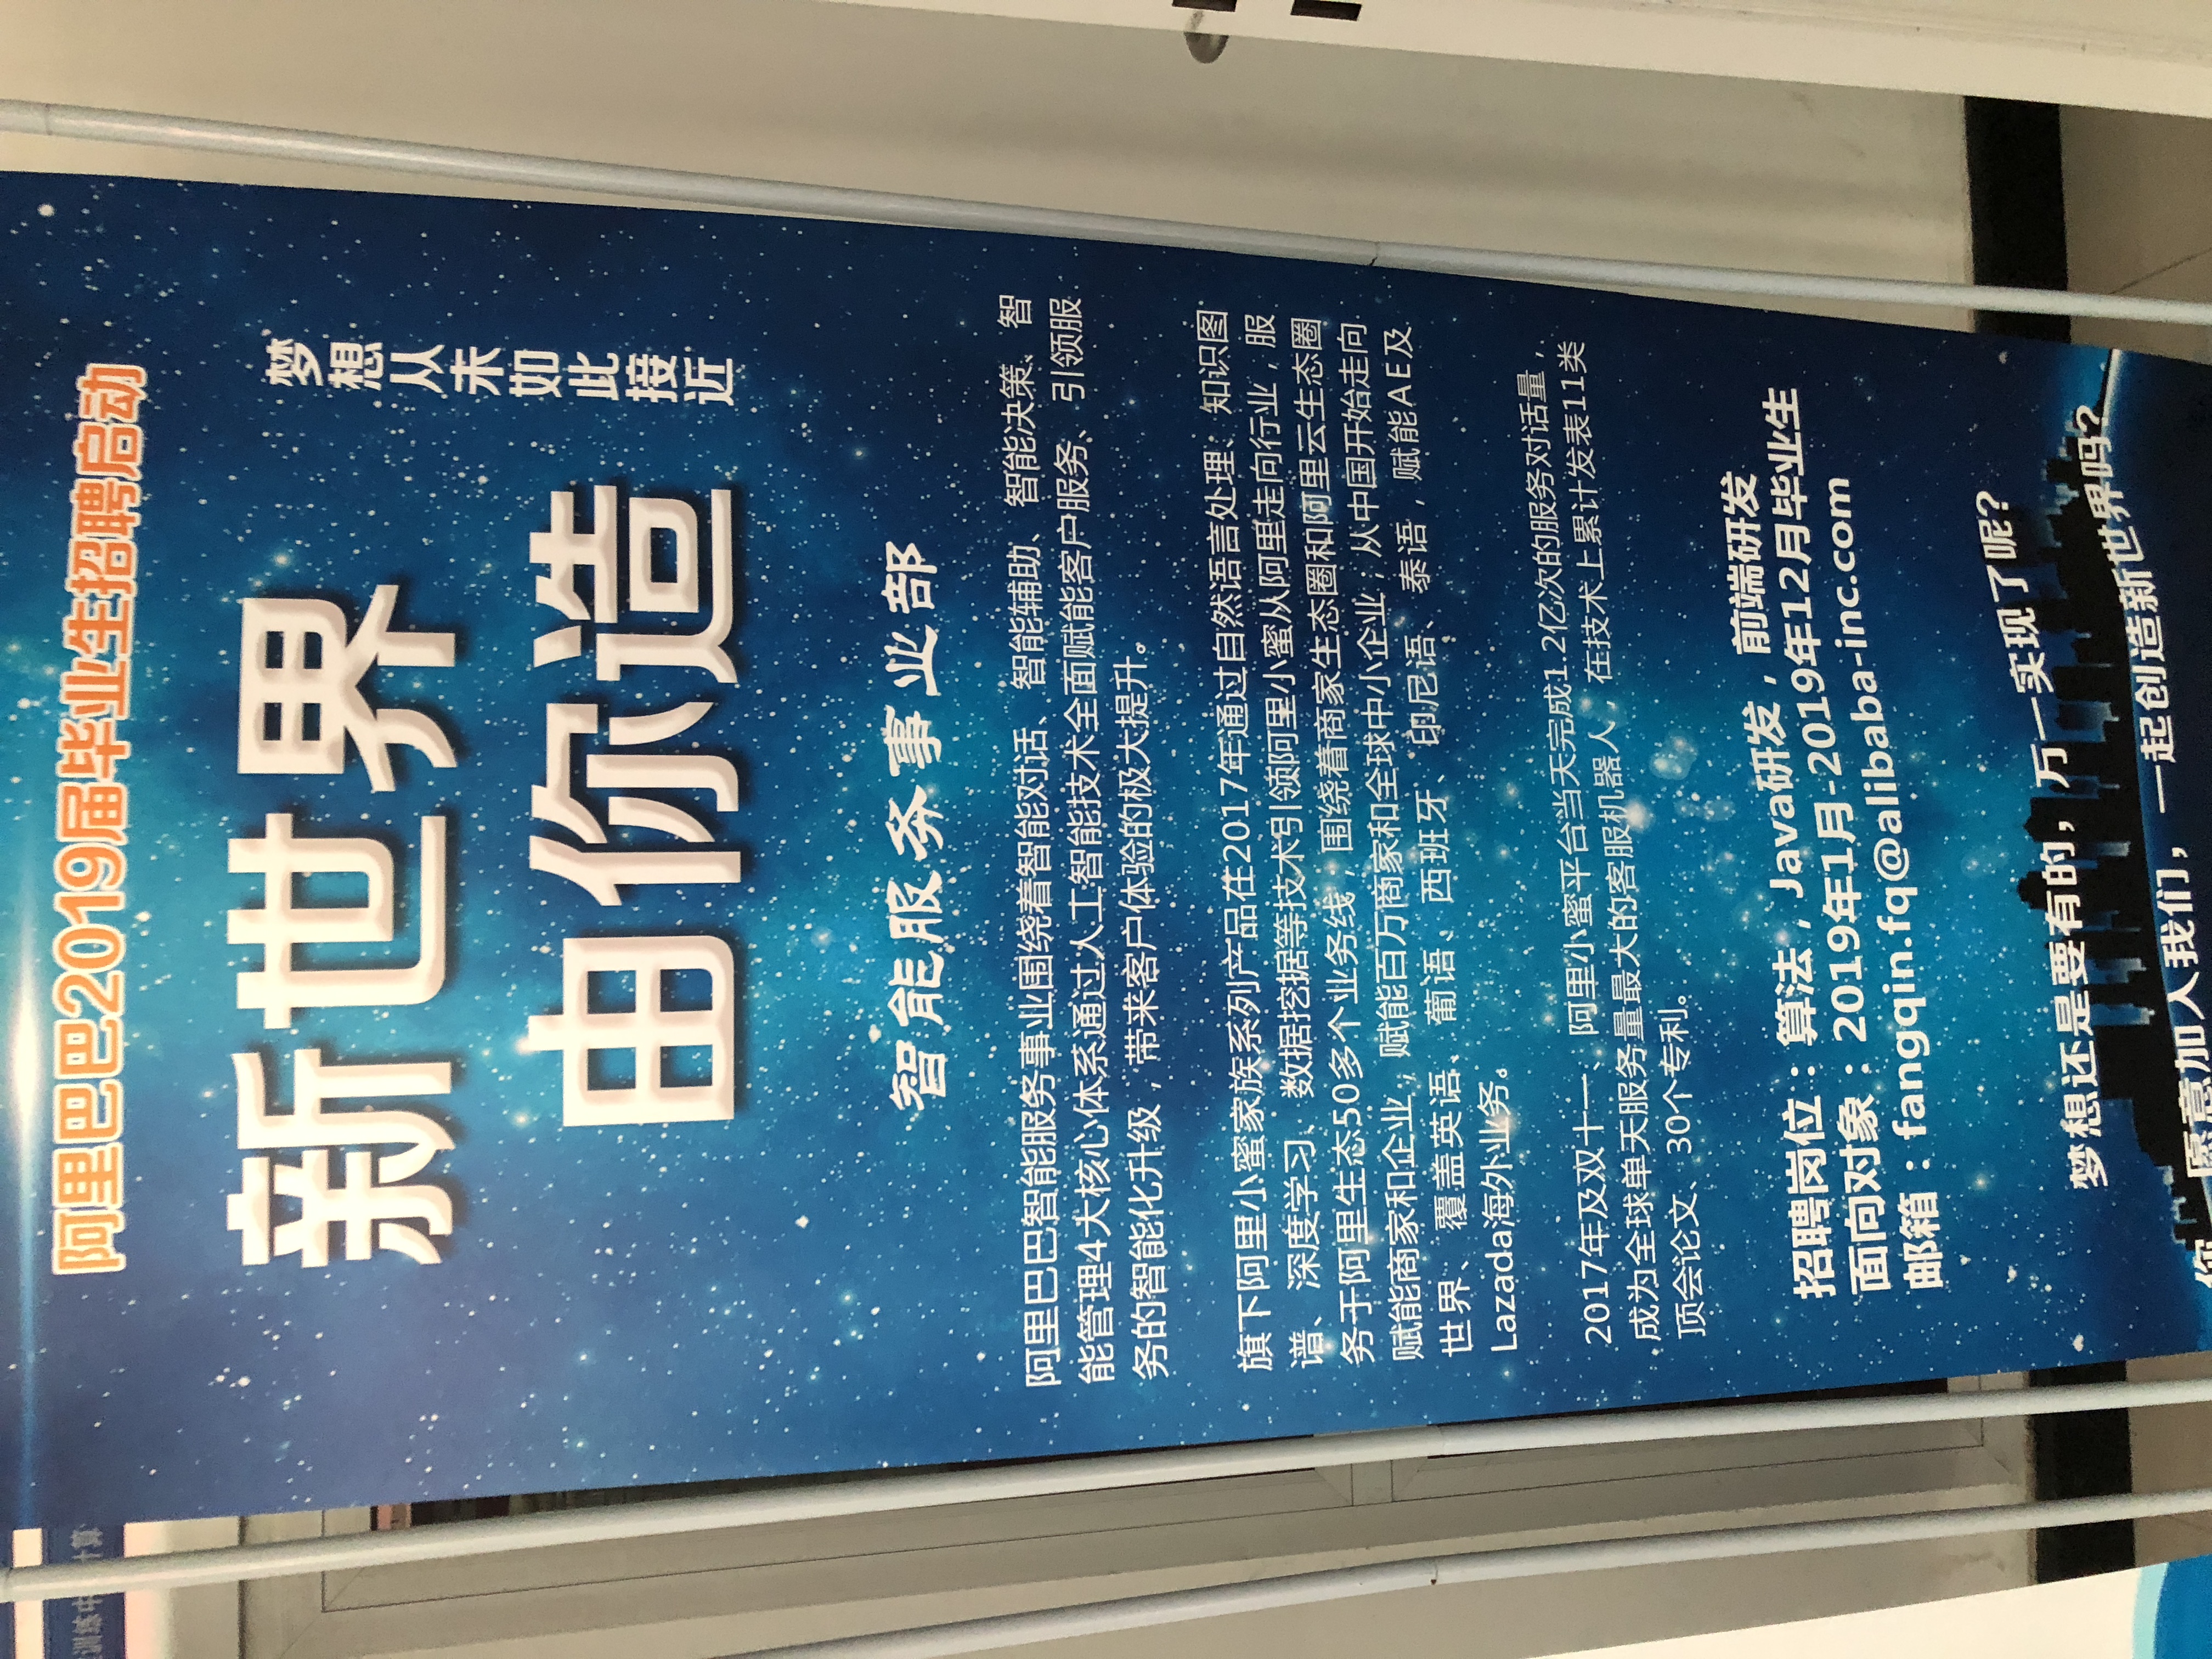 阿里巴巴2019届毕业生招聘启动
新世界
由你造
梦想从未如此接近
智能服务事业部
阿里巴巴智能服务事业围绕着智能对话、智能辅助、智能决策、智
能管理4大核心体系通过人工智能技术全面赋能客户服务、引领服
务的智能化升级，带来客户体验的极大提升。
旗下阿里小蜜家族系列产品在2017年通过自然语言处理、知识图
谱、深度学习、数据挖掘等技术引领阿里小蜜从阿里走向行业，服
务于阿里生态50多个业务线；围绕着商家生态圈和阿里云生态圈
赋能商家和企业，赋能百万商家和全球中小企业；从中国开始走向
世界、覆盖英语、葡语、西班牙、印尼语、泰语，赋能AE及
Lazada海外业务。
2017年及双十一、阿里小蜜平台当天完成1.2亿次的服务对话量，
成为全球单天服务量最大的客服机器人，在技术上累计发表11类
顶会论文、30个专利。
招聘岗位：算法，Java研发，前端研发
面向对象：2019年1月-2019年12月毕业生
邮箱：fangqin.fq@alibaba-inc.com
梦想还是要有的，万一实现了呢？
你 愿意加入我们，一起创造新世界吗？